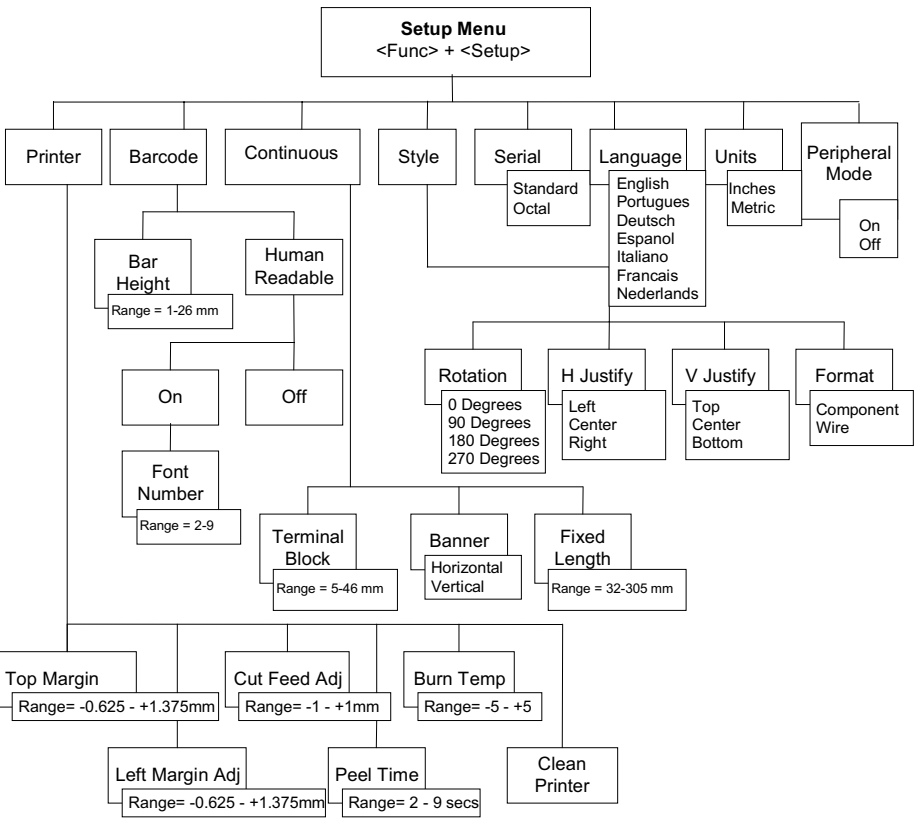 Setup Menu
<Func> + <Setup>
Printer
Barcode
Continuous
Style
Serial
Standard
Octal
Language
English
Portugues
Deutsch
Espanol
Italiano
Francais
Nederlands
Units
Inches
Metric
Peripheral
Mode
On
Off
Bar
Height
Range = 1-26 mm
Human
Readable
On
Off
Font
Number
Range = 2-9
Rotation
0 Degrees
90 Degrees
180 Degrees
270 Degrees
H Justify
Left
Center
Right
V Justify
Top
Center
Bottom
Format
Component
Wire
Terminal
Block
Range = 5-46 mm
Banner
Horizontal
Vertical
Fixed
Length
Range = 32-305 mm
Top Margin
Range= -0.625 - +1.375mm
Cut Feed Adj
Range= -1 - +1mm
Burn Temp
Range= -5 - +5
Left Margin Adj
Range= -0.625 - +1.375mm
Peel Time
Range= 2 - 9 secs
Clean
Printer